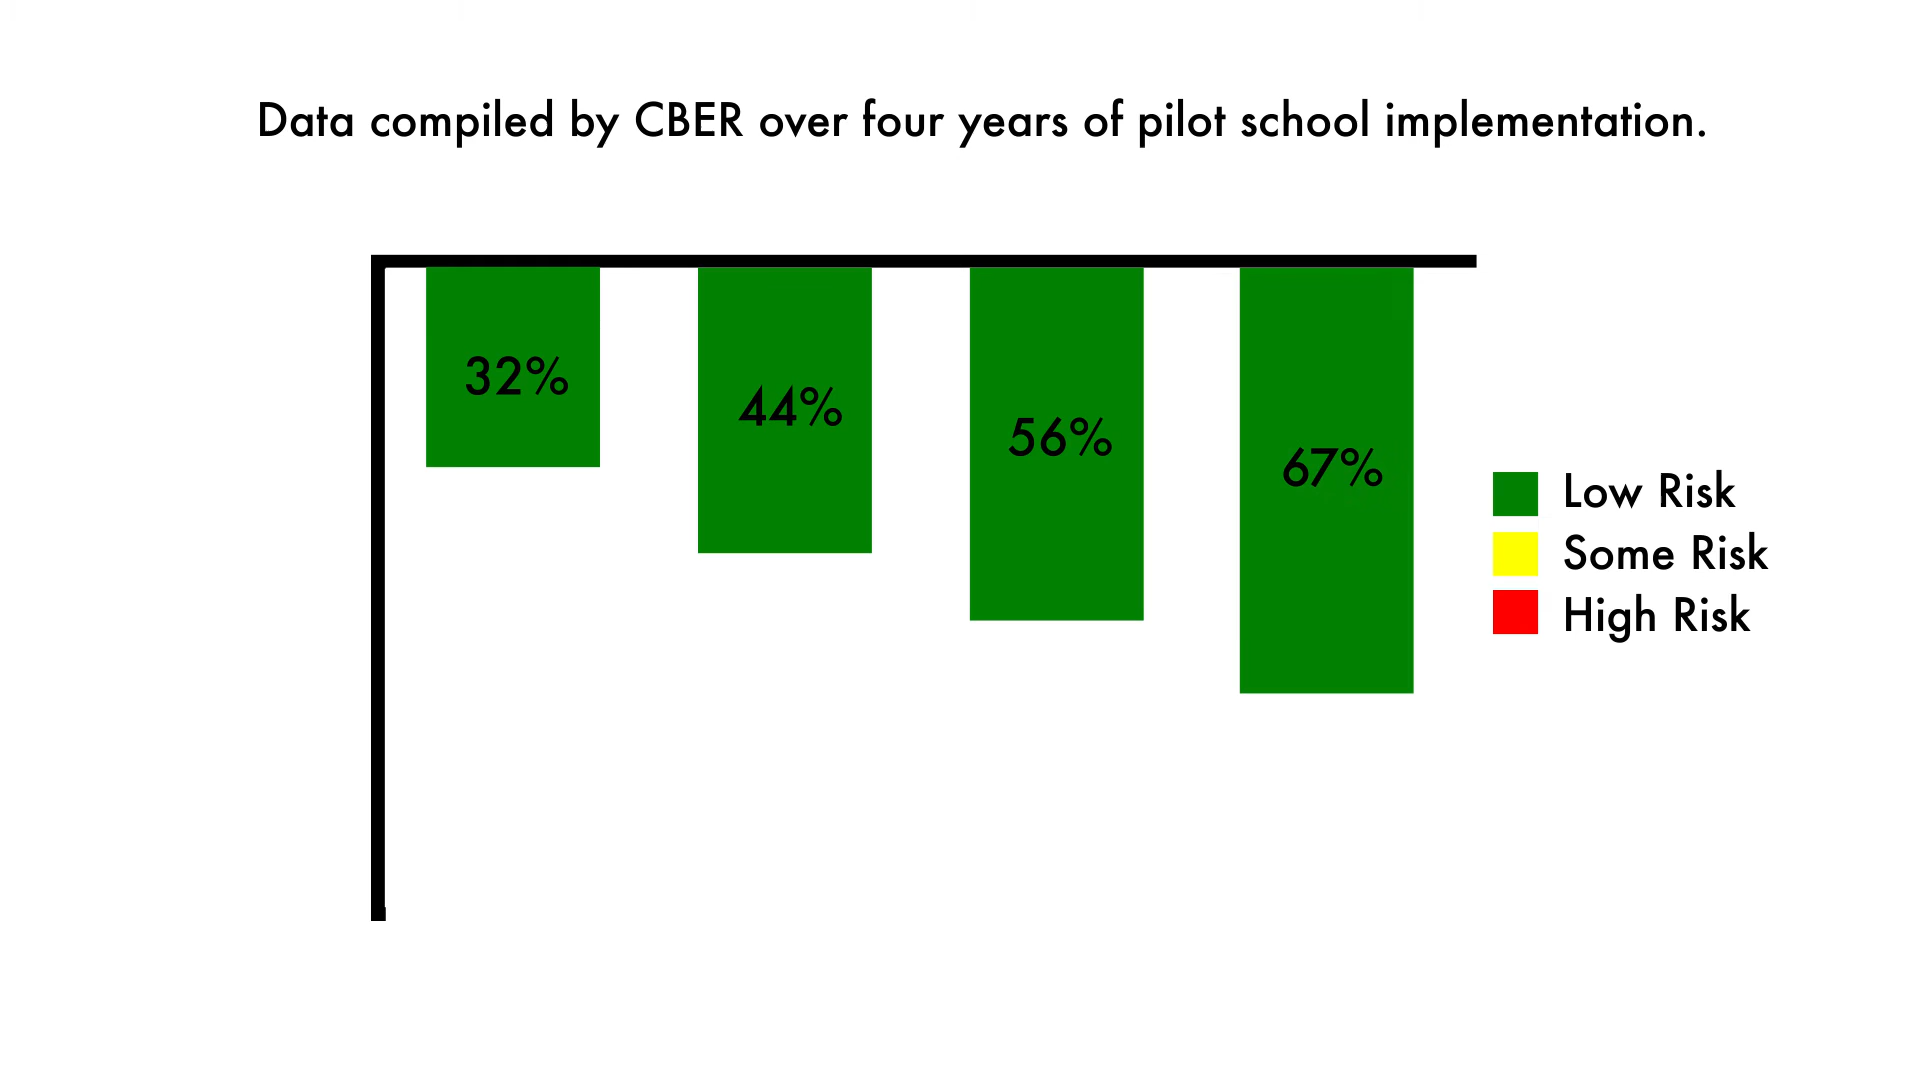 Data compiled by CBER over four years of pilot school implementation.
32%
44%
56%
67%
Low Risk
Some Risk
High Risk